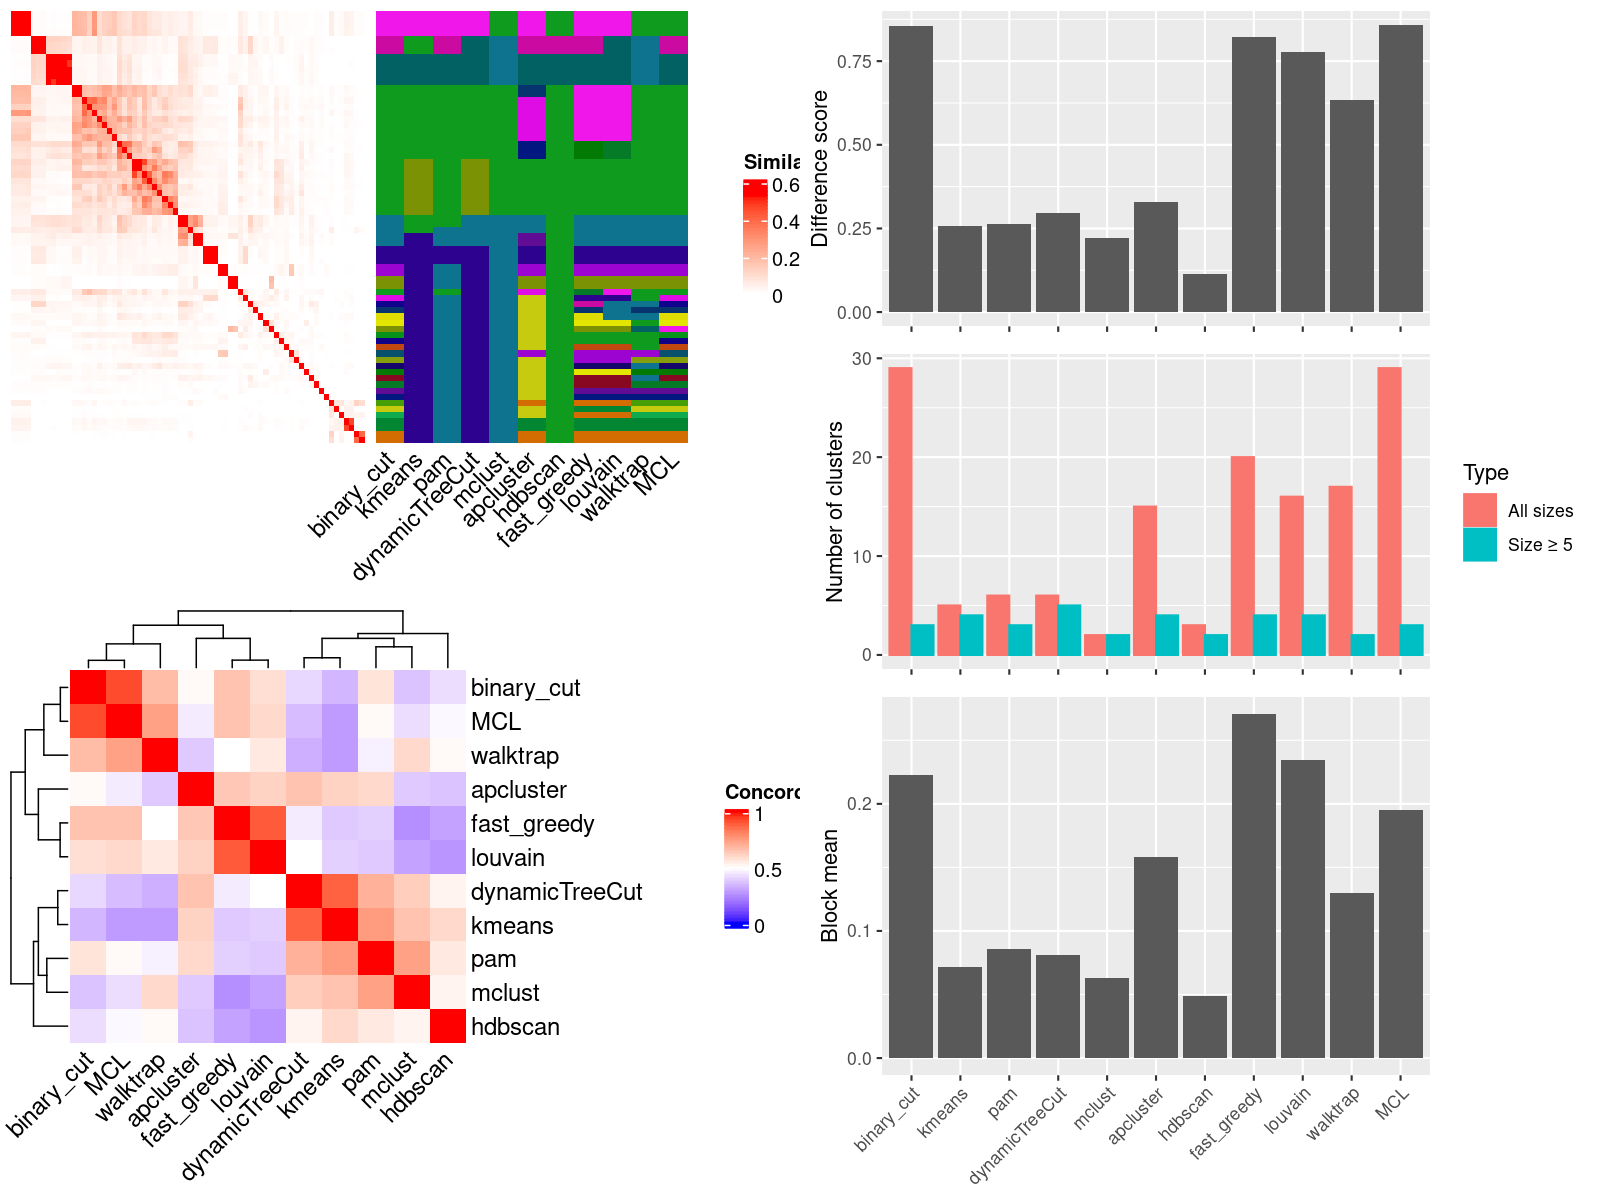 Simila
0.6
0.4
0.2
0
binary_cut
kmeans
pam
dynamicTreeCut
mclust
apcluster
hdbscan
fast_greedy
louvain
walktrap
MCL
binary_cut
MCL
walktrap
apcluster
fast_greedy
louvain
dynamicTreeCut
kmeans
pam
mclust
hdbscan
binary_cut
MCL
walktrap
apcluster
fast_greedy
louvain
dynamicTreeCut
kmeans
pam
mclust
hdbscan
Concord
1
0.5
0
Difference score
0.75
0.50
0.25
0.00
Number of clusters
30
20
10
0
Type
All sizes
Size ≥ 5
Block mean
0.2
0.1
0.0
binary_cut
kmeans
pam
dynamicTreeCut
mclust
apcluster
hdbscan
fast_greedy
louvain
walktrap
MCL